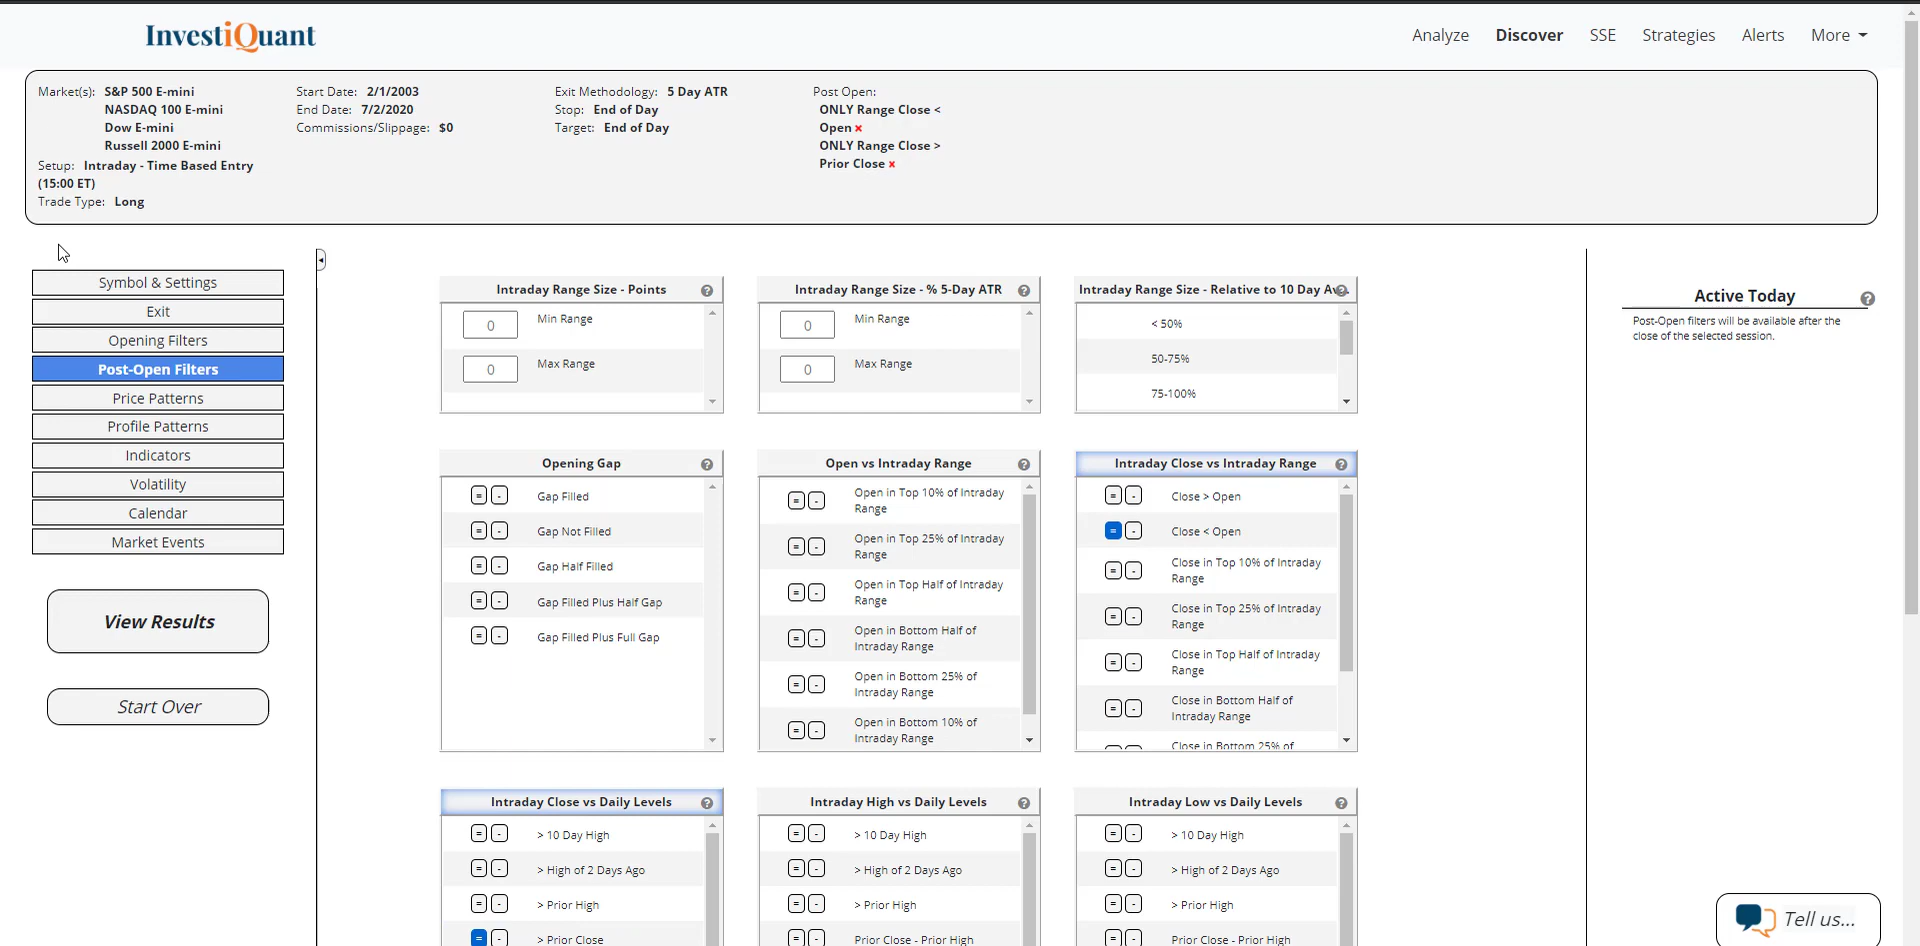 InvestiQuant
Analyze Discover SSE Strategies Alerts More
Market(s): S&P 500 E-mini
NASDAQ 100 E-mini
Dow E-mini
Russell 2000 E-mini
Setup: Intraday - Time Based Entry
(15:00 ET)
Trade Type: Long
Start Date: 2/1/2003
End Date: 7/2/2020
Commissions/Slippage: $0
Exit Methodology: 5 Day ATR
Stop: End of Day
Target: End of Day
Post Open:
ONLY Range Close <
Open x
ONLY Range Close >
Prior Close x
Symbol & Settings
Exit
Opening Filters
Post-Open Filters
Price Patterns
Profile Patterns
Indicators
Volatility
Calendar
Market Events
View Results
Start Over
Intraday Range Size - Points ?
0 Min Range
0 Max Range
Intraday Range Size - % 5-Day ATR ?
0 Min Range
0 Max Range
Intraday Range Size - Relative to 10 Day Av...
< 50%
50-75%
75-100%
Opening Gap ?
= - Gap Filled
= - Gap Not Filled
= - Gap Half Filled
= - Gap Filled Plus Half Gap
= - Gap Filled Plus Full Gap
Open vs Intraday Range ?
= - Open in Top 10% of Intraday
Range
= - Open in Top 25% of Intraday
Range
= - Open in Top Half of Intraday
Range
= - Open in Bottom Half of
Intraday Range
= - Open in Bottom 25% of
Intraday Range
= - Open in Bottom 10% of
Intraday Range
Intraday Close vs Intraday Range ?
= - Close > Open
= - Close < Open
= - Close in Top 10% of Intraday
Range
= - Close in Top 25% of Intraday
Range
= - Close in Top Half of Intraday
Range
= - Close in Bottom Half of
Intraday Range
Close in Bottom 25% of
Intraday Close vs Daily Levels ?
= - > 10 Day High
= - > High of 2 Days Ago
= - > Prior High
= - > Prior Close
Intraday High vs Daily Levels ?
= - > 10 Day High
= - > High of 2 Days Ago
= - > Prior High
= - Prior Close - Prior High
Intraday Low vs Daily Levels ?
= - > 10 Day High
= - > High of 2 Days Ago
= - > Prior High
= - Prior Close - Prior High
Active Today ?
Post-Open filters will be available after the
close of the selected session.
Tell us...